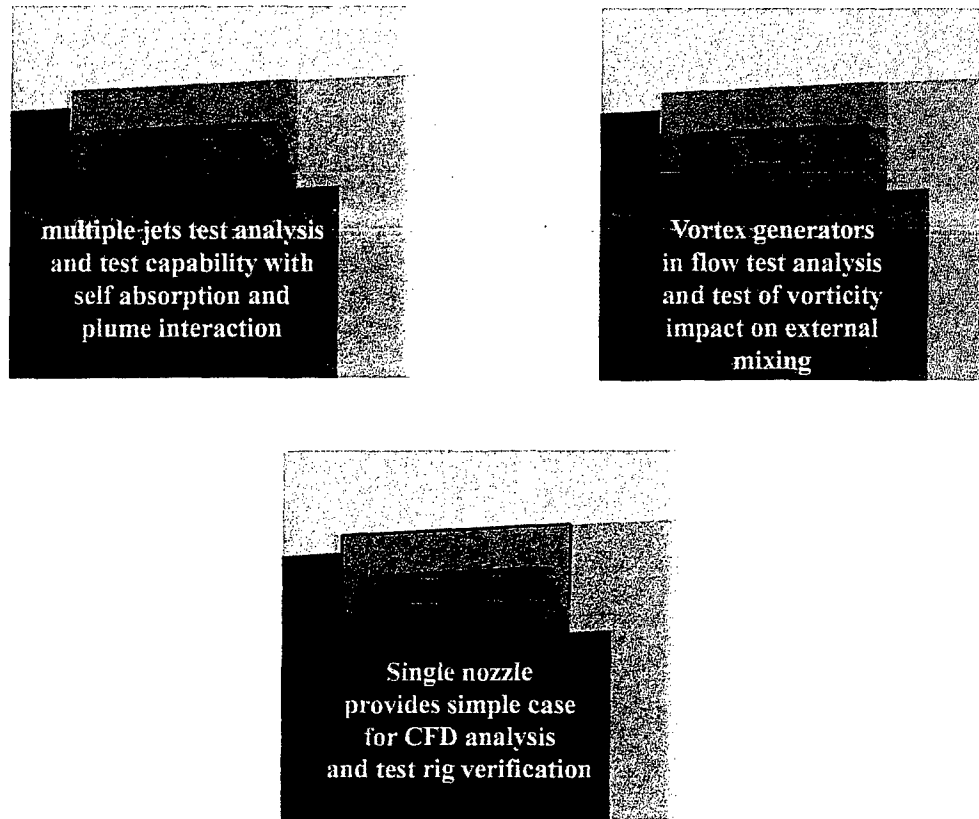 multiple jets test analysis
and test capability with
self absorption and
plume interaction
Vortex generators
in flow test analysis
and test of vorticity
impact on external
mixing
Single nozzle
provides simple case
for CFD analysis
and test rig verification